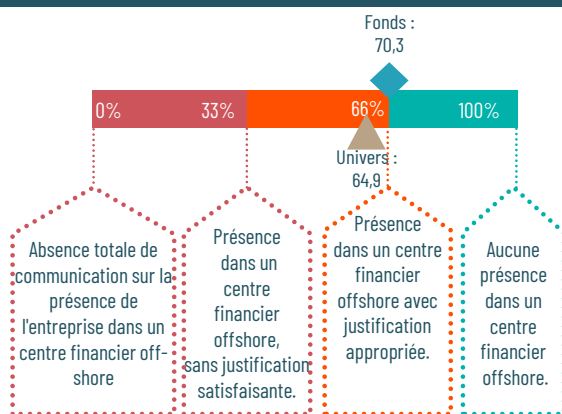 Fonds :
70,3
0%
33%
66%
100%
Univers :
64,9
Absence totale de
communication sur la
présence de
l'entreprise dans un
centre financier off-
shore
Présence
dans un
centre
financier
offshore,
sans justification
satisfaisante.
Présence
dans un centre
financier
offshore avec
justification
appropriée.
Aucune
présence
dans un
centre
financier
offshore.